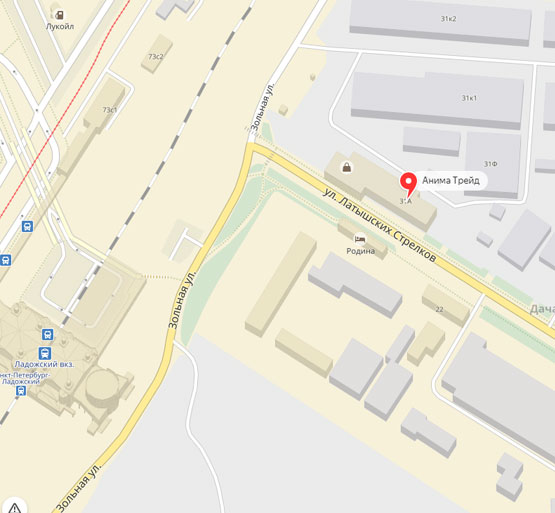 31к2
Лукойл
73с2
Зольная ул.
31к1
73с1
31Ф
Анима Трейд
31А
ул. Латышских Стрелков
Родина
Зольная ул.
22
Дача
Ладожский вкз.
нкт-Петербург-
Ладожский
Зольная ул.